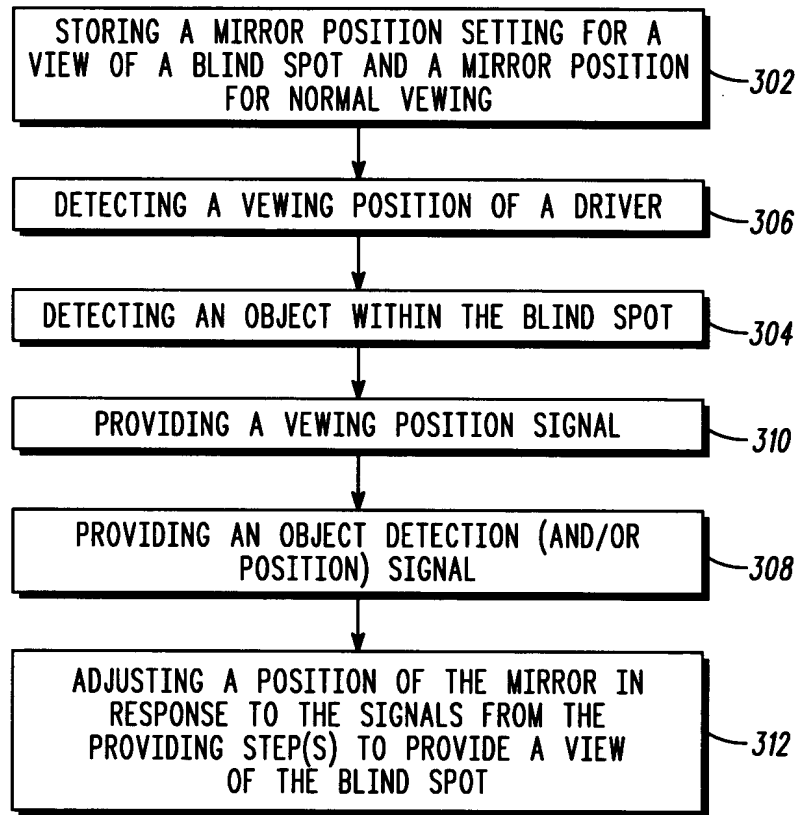 STORING A MIRROR POSITION SETTING FOR A
VIEW OF A BLIND SPOT AND A MIRROR POSITION
FOR NORMAL VEWING
302
DETECTING A VEWING POSITION OF A DRIVER
306
DETECTING AN OBJECT WITHIN THE BLIND SPOT
304
PROVIDING A VEWING POSITION SIGNAL
310
PROVIDING AN OBJECT DETECTION (AND/OR
POSITION) SIGNAL
308
ADJUSTING A POSITION OF THE MIRROR IN
RESPONSE TO THE SIGNALS FROM THE
PROVIDING STEP(S) TO PROVIDE A VIEW
OF THE BLIND SPOT
312